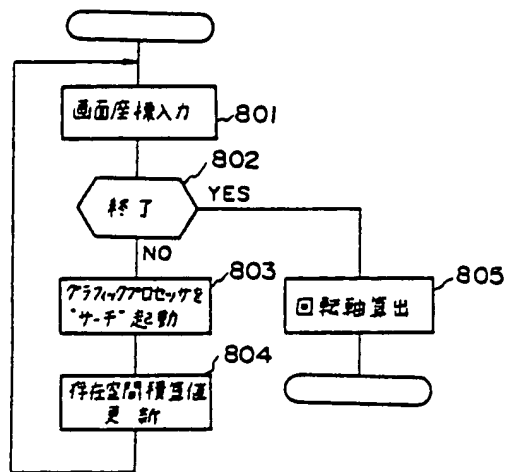 画面座標入力
801
802
終了
YES
NO
803
グラフィックプロセッサを
"サーチ"起動
805
回転軸算出
804
存在空間積算値
更新